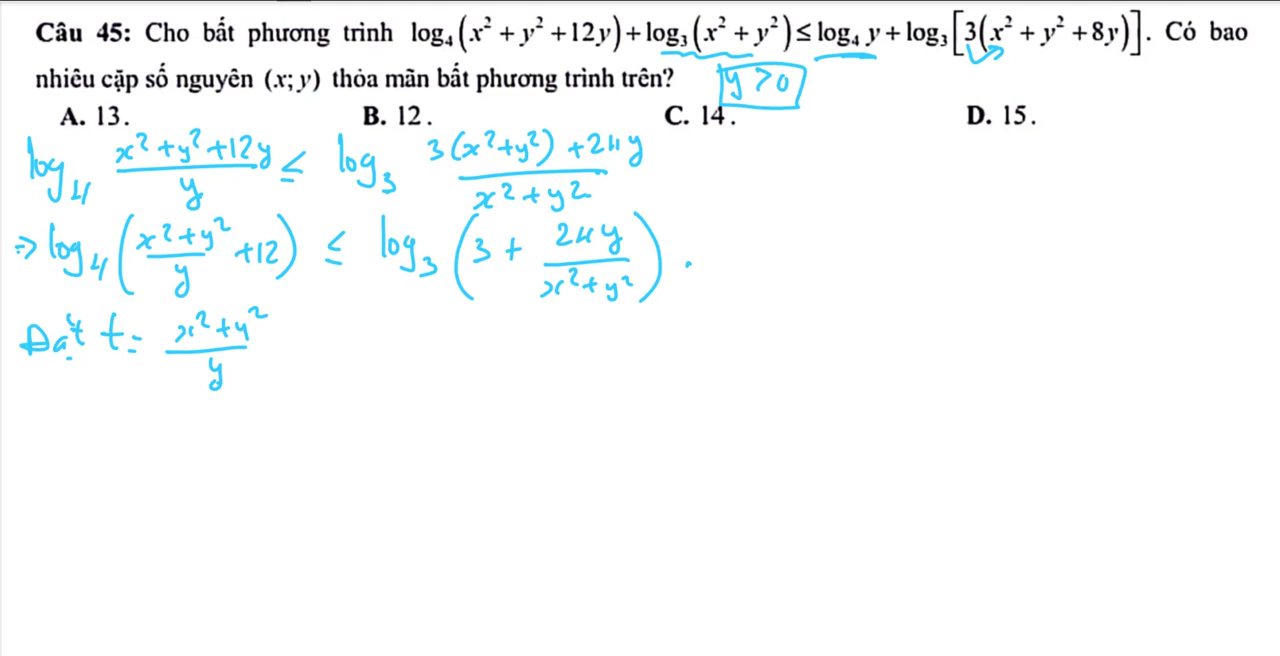 Câu 45: Cho bất phương trình log₄(x² + y² + 12y) + log₃(x² + y²) ≤ log₄ y + log₃[3(x² + y² + 8y)]. Có bao
nhiêu cặp số nguyên (x; y) thỏa mãn bất phương trình trên?
y > 0
A. 13. B. 12. C. 14. D. 15.
log₄ (x² + y² + 12y)/y ≤ log₃ (3(x² + y²) + 24y)/(x² + y²)
⇒ log₄((x² + y²)/y + 12) ≤ log₃(3 + 24y/(x² + y²)).
Đặt t = (x² + y²)/y